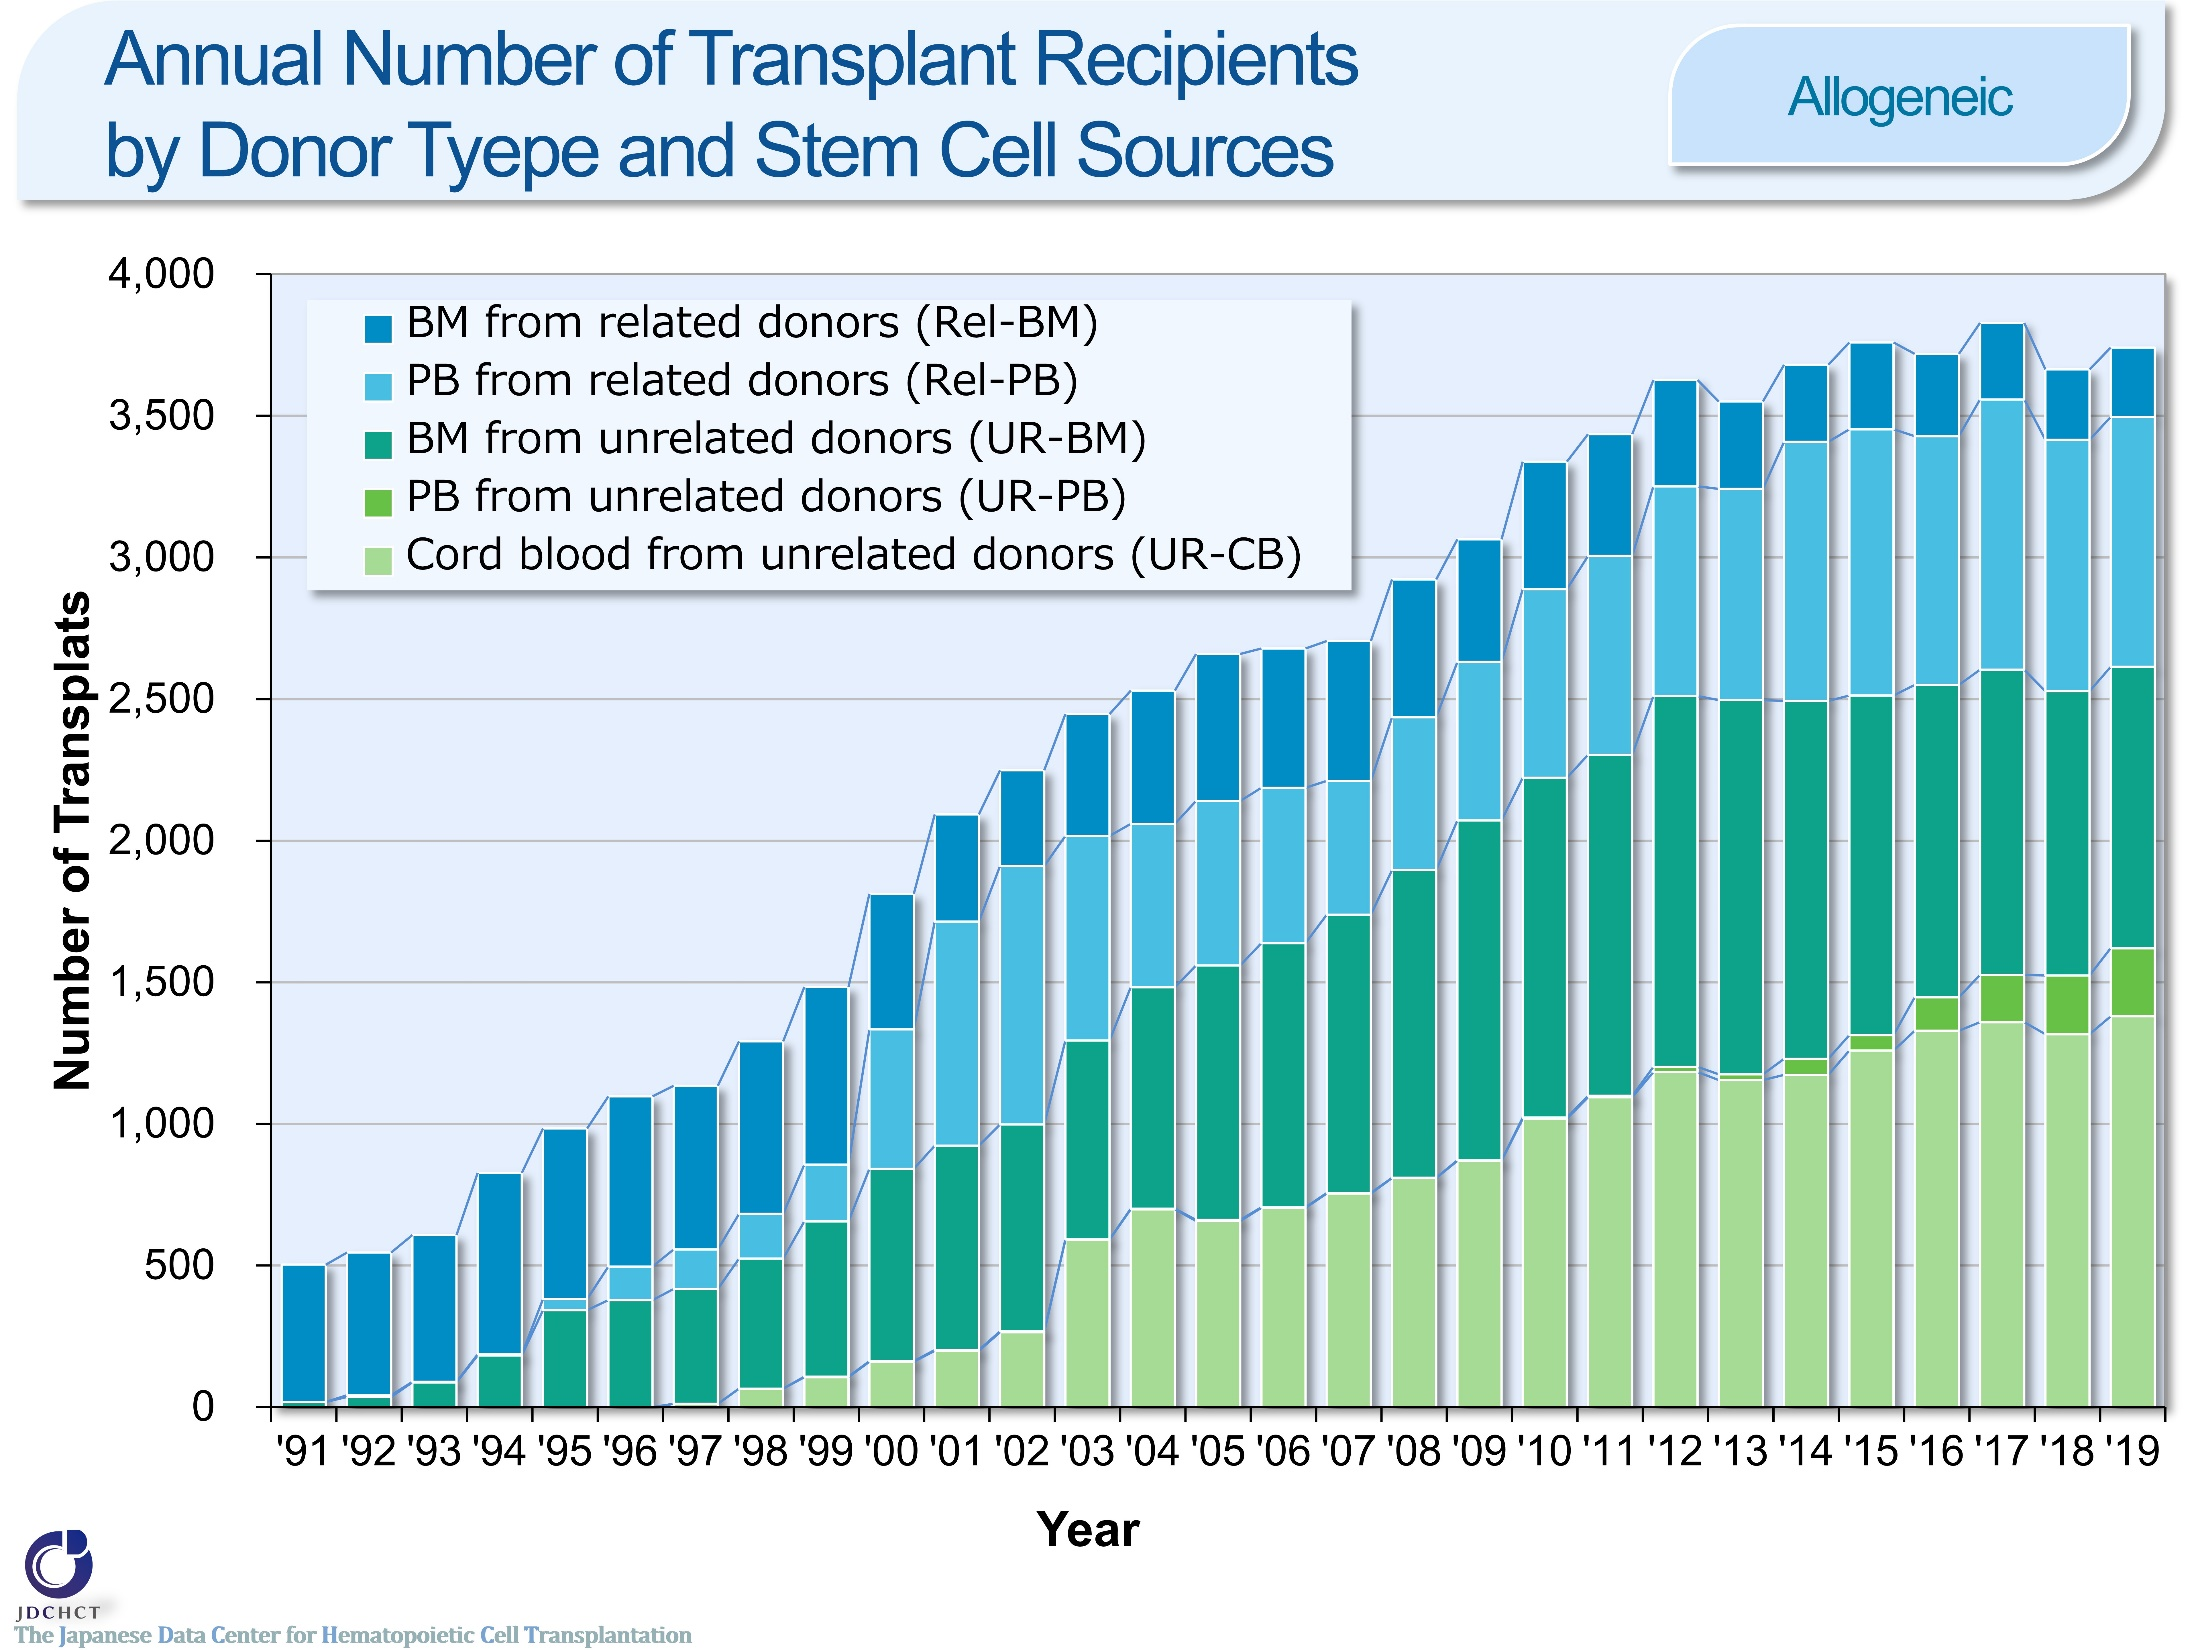 Annual Number of Transplant Recipients
by Donor Tyepe and Stem Cell Sources
Allogeneic
4,000
3,500
3,000
2,500
2,000
1,500
1,000
500
0
Number of Transplats
BM from related donors (Rel-BM)
PB from related donors (Rel-PB)
BM from unrelated donors (UR-BM)
PB from unrelated donors (UR-PB)
Cord blood from unrelated donors (UR-CB)
'91 '92 '93 '94 '95 '96 '97 '98 '99 '00 '01 '02 '03 '04 '05 '06 '07 '08 '09 '10 '11 '12 '13 '14 '15 '16 '17 '18 '19
Year
JDCHCT
The Japanese Data Center for Hematopoietic Cell Transplantation